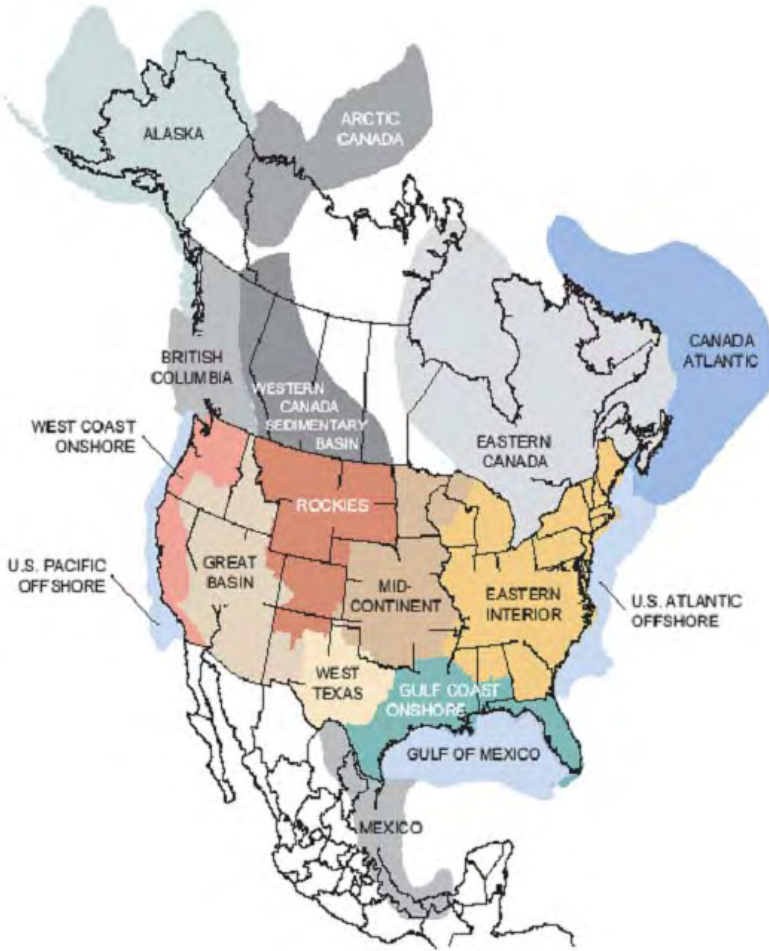 ALASKA
ARCTIC
CANADA
CANADA
ATLANTIC
BRITISH
COLUMBIA
WESTERN
CANADA
SEDIMENTARY
BASIN
WEST COAST
ONSHORE
EASTERN
CANADA
ROCKIES
U.S. PACIFIC
OFFSHORE
GREAT
BASIN
MID-
CONTINENT
EASTERN
INTERIOR
U.S. ATLANTIC
OFFSHORE
WEST
TEXAS
GULF COAST
ONSHORE
GULF OF MEXICO
MEXICO